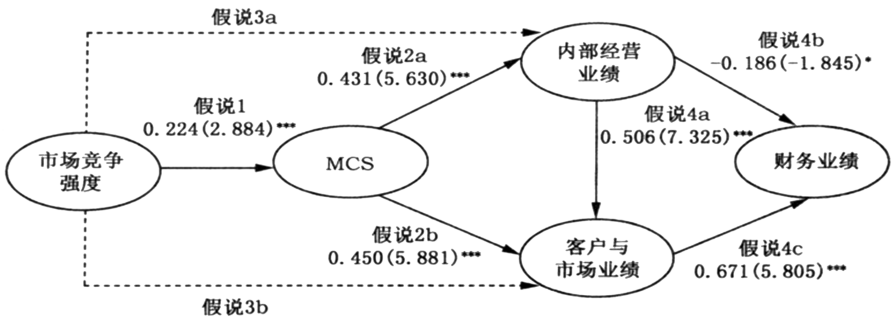 假说3a
假说2a
0.431(5.630)***
内部经营
业绩
假说4b
-0.186(-1.845)*
假说1
0.224(2.884)***
假说4a
0.506(7.325)***
市场竞争
强度
MCS
财务业绩
假说2b
0.450(5.881)***
客户与
市场业绩
假说4c
0.671(5.805)***
假说3b